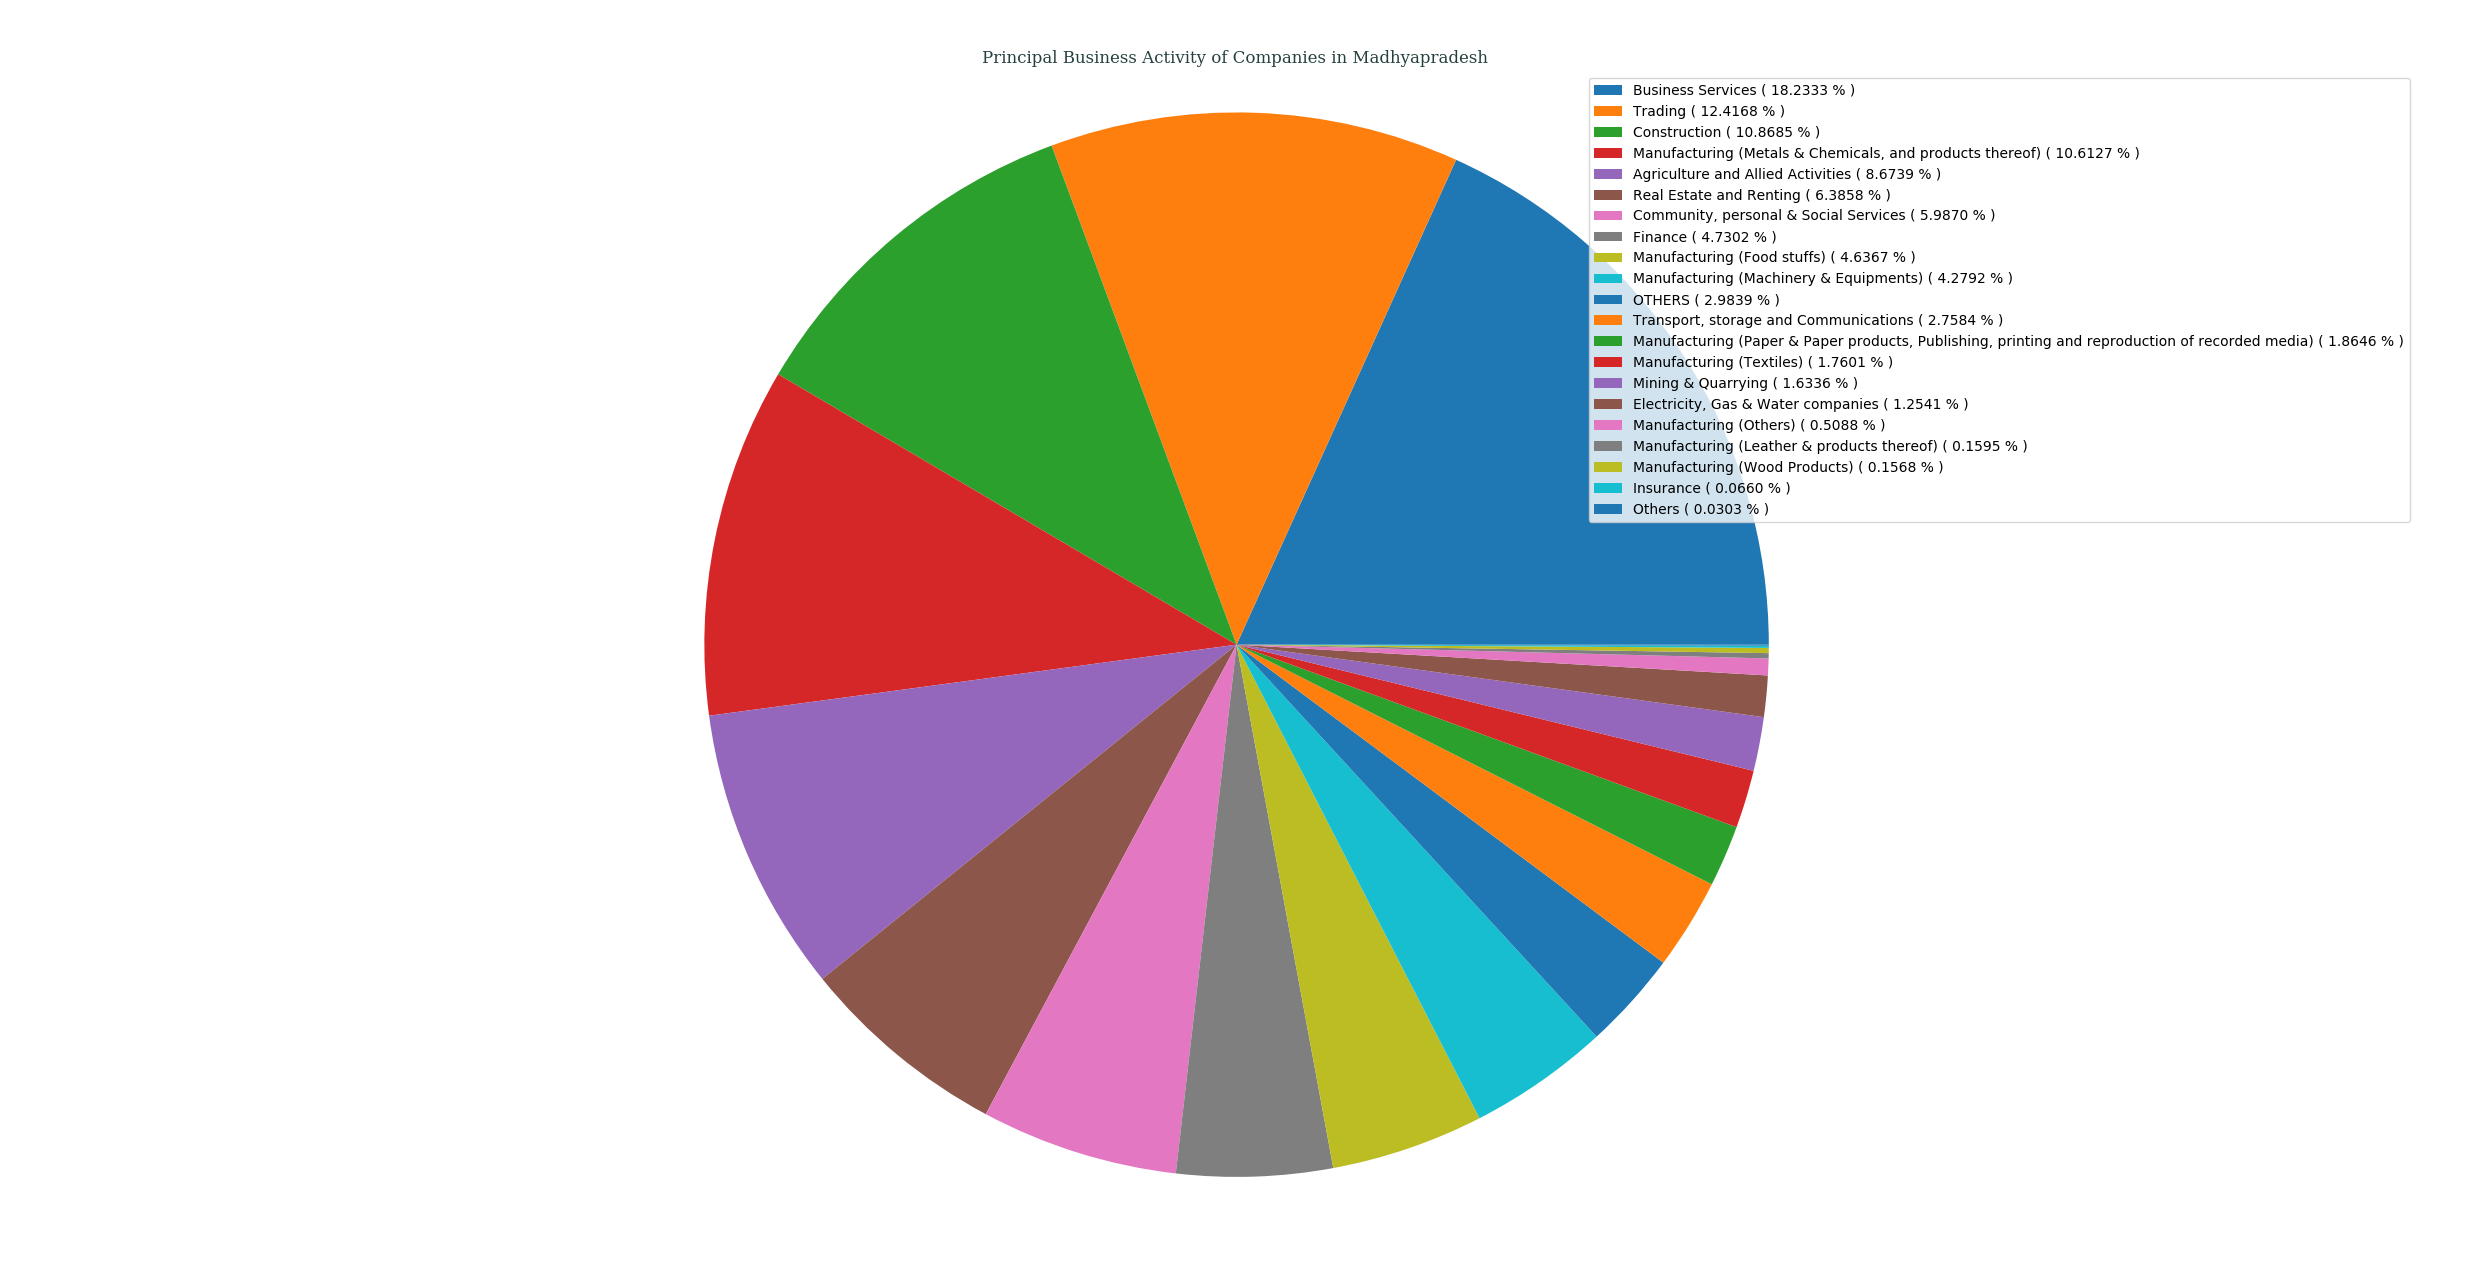 Principal Business Activity of Companies in Madhyapradesh
Business Services ( 18.2333 % )
Trading ( 12.4168 % )
Construction ( 10.8685 % )
Manufacturing (Metals & Chemicals, and products thereof) ( 10.6127 % )
Agriculture and Allied Activities ( 8.6739 % )
Real Estate and Renting ( 6.3858 % )
Community, personal & Social Services ( 5.9870 % )
Finance ( 4.7302 % )
Manufacturing (Food stuffs) ( 4.6367 % )
Manufacturing (Machinery & Equipments) ( 4.2792 % )
OTHERS ( 2.9839 % )
Transport, storage and Communications ( 2.7584 % )
Manufacturing (Paper & Paper products, Publishing, printing and reproduction of recorded media) ( 1.8646 % )
Manufacturing (Textiles) ( 1.7601 % )
Mining & Quarrying ( 1.6336 % )
Electricity, Gas & Water companies ( 1.2541 % )
Manufacturing (Others) ( 0.5088 % )
Manufacturing (Leather & products thereof) ( 0.1595 % )
Manufacturing (Wood Products) ( 0.1568 % )
Insurance ( 0.0660 % )
Others ( 0.0303 % )